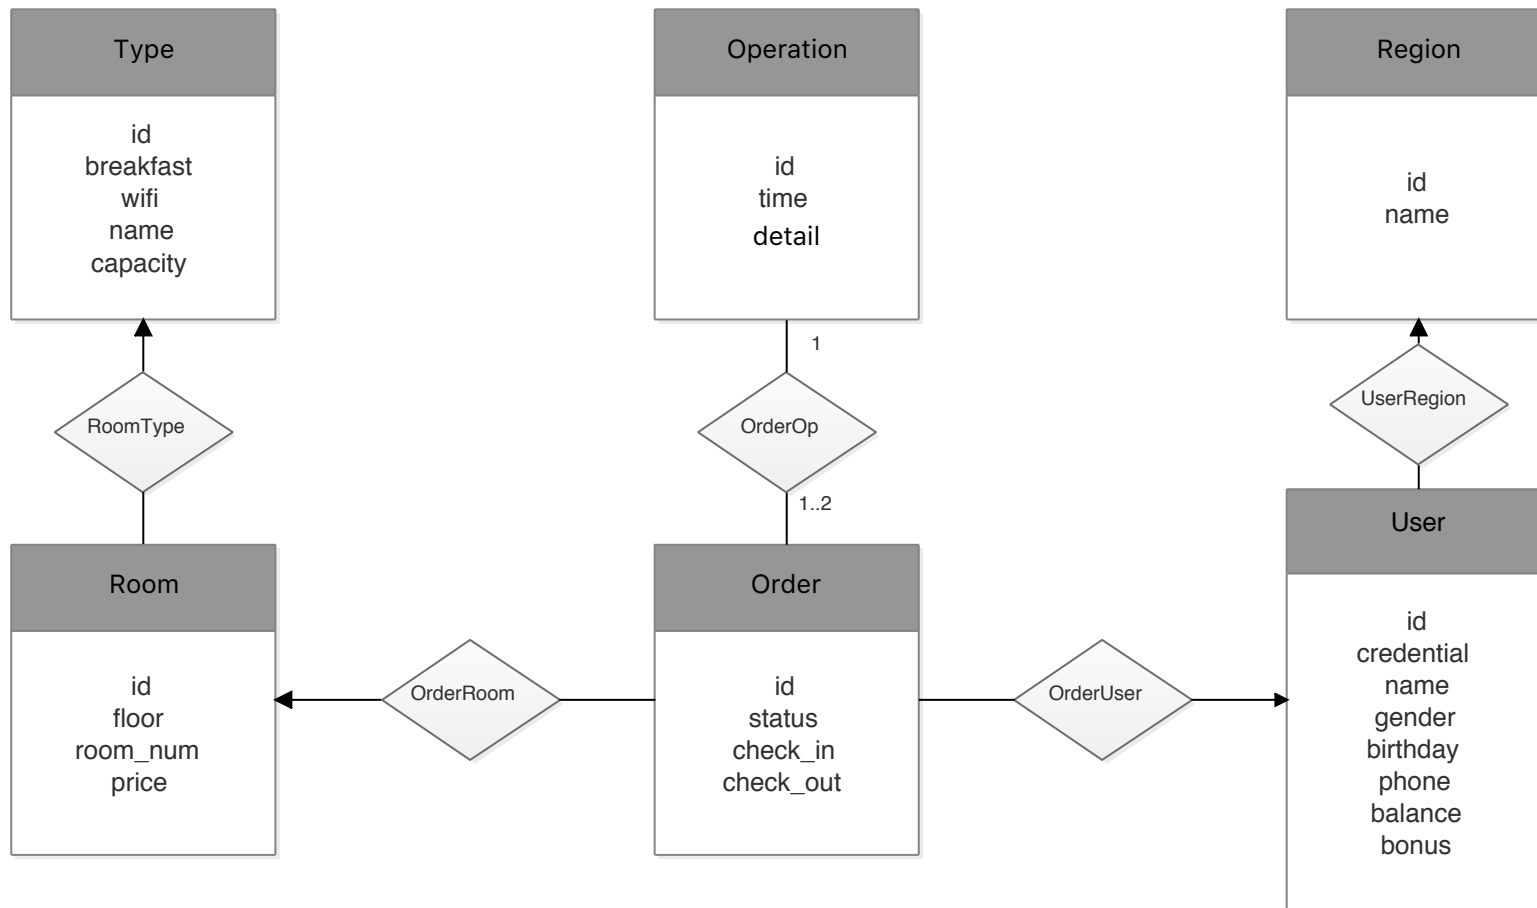 Type
id
breakfast
wifi
name
capacity
Operation
id
time
detail
Region
id
name
RoomType
1
OrderOp
1..2
UserRegion
Room
id
floor
room_num
price
OrderRoom
Order
id
status
check_in
check_out
OrderUser
User
id
credential
name
gender
birthday
phone
balance
bonus